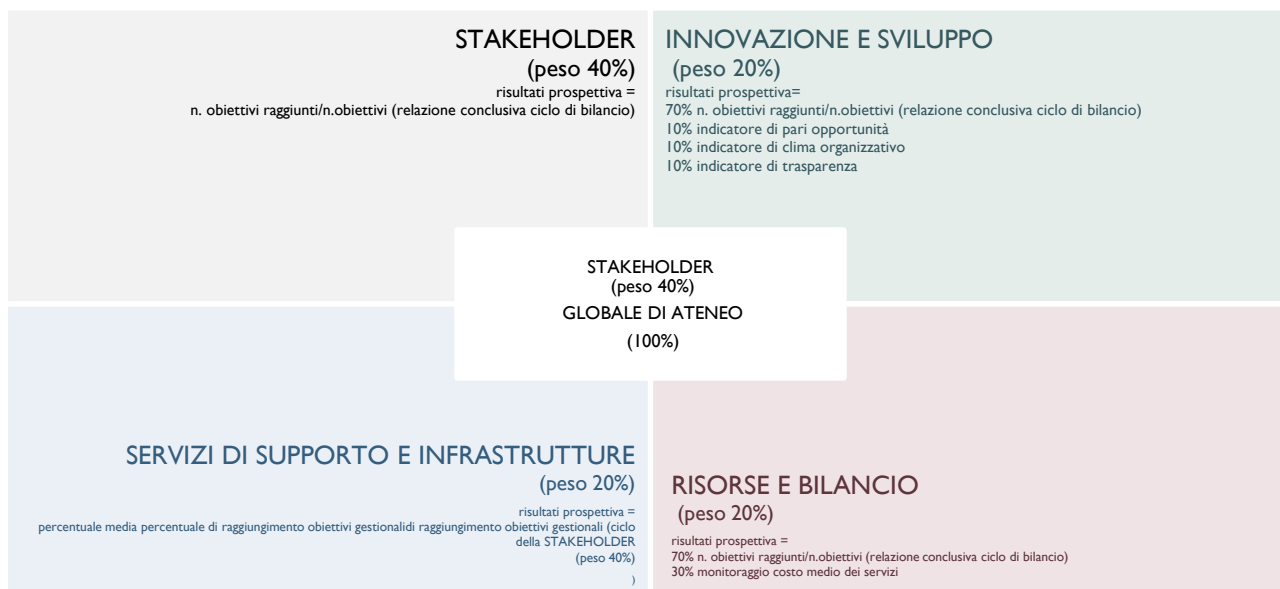 STAKEHOLDER
(peso 40%)
risultati prospettiva =
n. obiettivi raggiunti/n.obiettivi (relazione conclusiva ciclo di bilancio)
INNOVAZIONE E SVILUPPO
(peso 20%)
risultati prospettiva=
70% n. obiettivi raggiunti/n.obiettivi (relazione conclusiva ciclo di bilancio)
10% indicatore di pari opportunità
10% indicatore di clima organizzativo
10% indicatore di trasparenza
STAKEHOLDER
(peso 40%)
GLOBALE DI ATENEO
(100%)
SERVIZI DI SUPPORTO E INFRASTRUTTURE
(peso 20%)
risultati prospettiva =
percentuale media percentuale di raggiungimento obiettivi gestionalidi raggiungimento obiettivi gestionali (ciclo
della STAKEHOLDER
(peso 40%)
)
RISORSE E BILANCIO
(peso 20%)
risultati prospettiva =
70% n. obiettivi raggiunti/n.obiettivi (relazione conclusiva ciclo di bilancio)
30% monitoraggio costo medio dei servizi